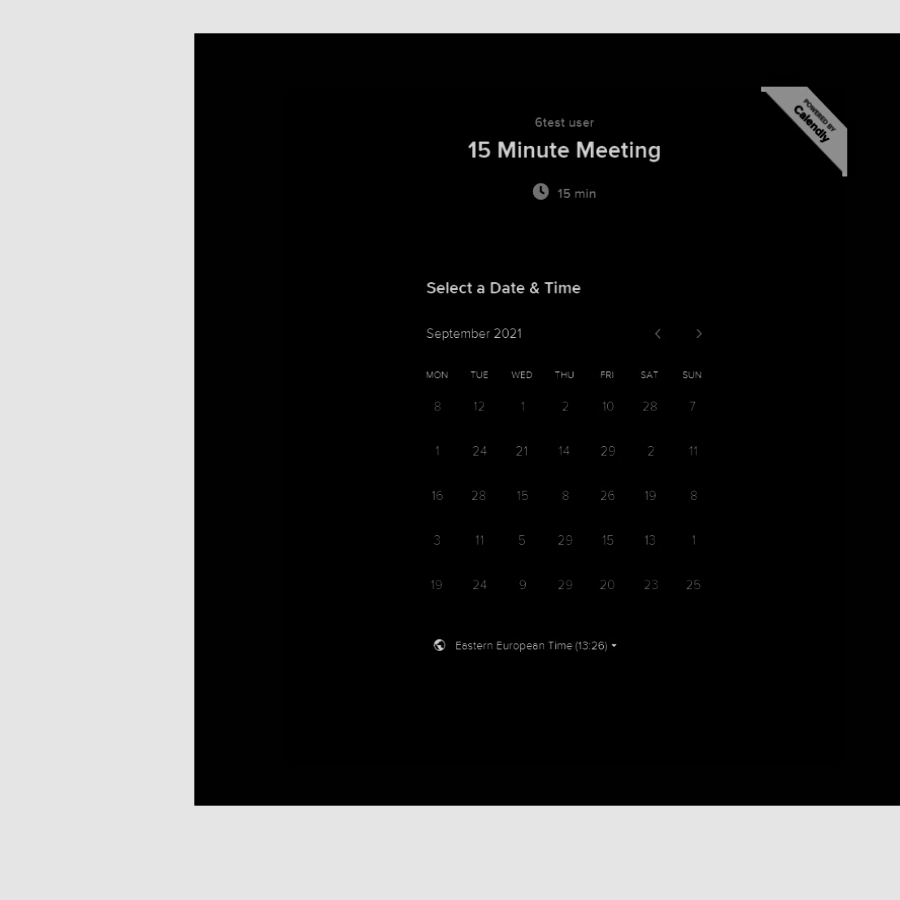 POWERED BY
Calendly
6test user
15 Minute Meeting
15 min
Select a Date & Time
September 2021
MON TUE WED THU FRI SAT SUN
8 12 1 2 10 28 7
1 24 21 14 29 2 11
16 28 15 8 26 19 8
3 11 5 29 15 13 1
19 24 9 29 20 23 25
Eastern European Time (13:26)